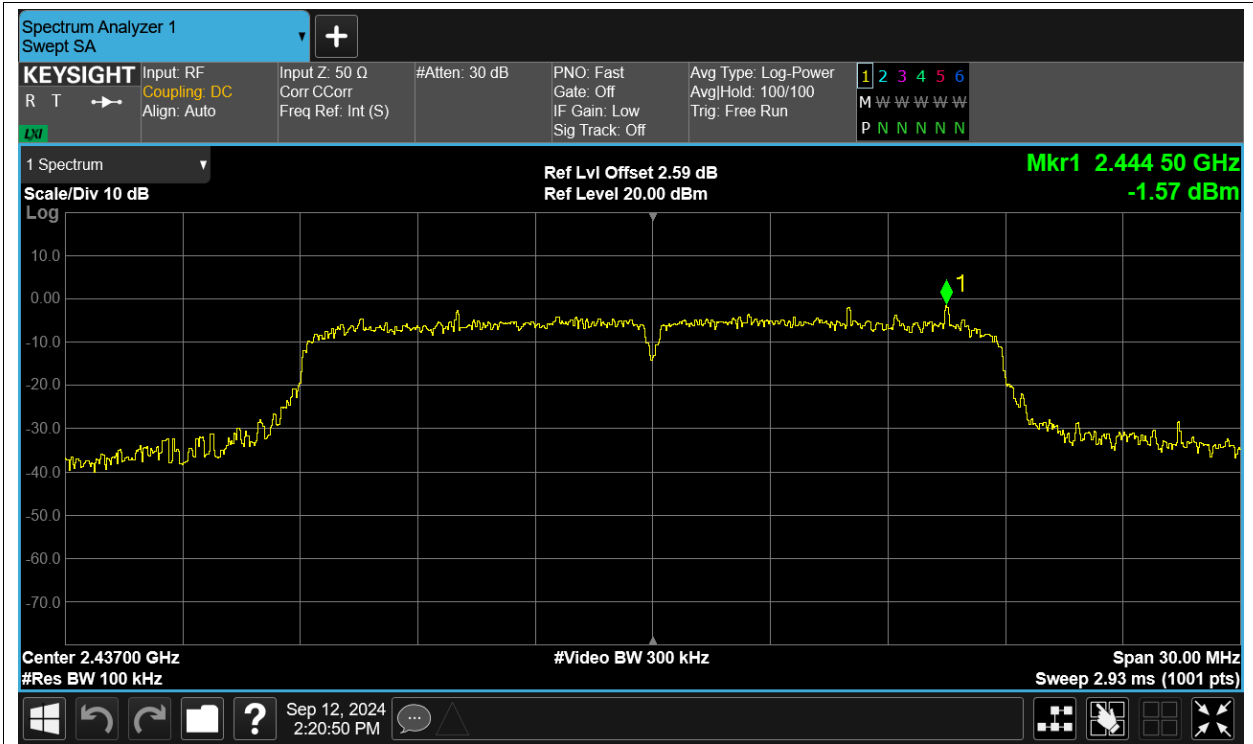 Spectrum Analyzer 1
Swept SA
KEYSIGHT
R T
LXI
Input: RF
Coupling: DC
Align: Auto
Input Z: 50 Ω
Corr CCorr
Freq Ref: Int (S)
#Atten: 30 dB
PNO: Fast
Gate: Off
IF Gain: Low
Sig Track: Off
Avg Type: Log-Power
Avg|Hold: 100/100
Trig: Free Run
1 2 3 4 5 6
M W W W W W
P N N N N N
1 Spectrum
Scale/Div 10 dB
Log
Ref Lvl Offset 2.59 dB
Ref Level 20.00 dBm
Mkr1 2.444 50 GHz
-1.57 dBm
1
10.0
0.00
-10.0
-20.0
-30.0
-40.0
-50.0
-60.0
-70.0
Center 2.43700 GHz
#Res BW 100 kHz
#Video BW 300 kHz
Span 30.00 MHz
Sweep 2.93 ms (1001 pts)
?
Sep 12, 2024
2:20:50 PM